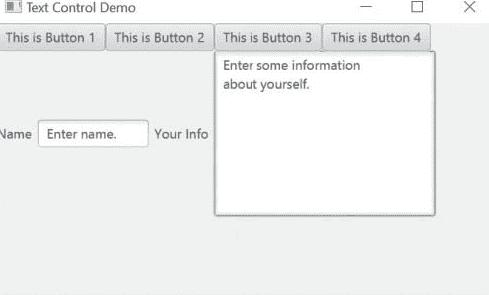 Text Control Demo
This is Button 1 This is Button 2 This is Button 3 This is Button 4
Enter some information
about yourself.
Name Enter name. Your Info